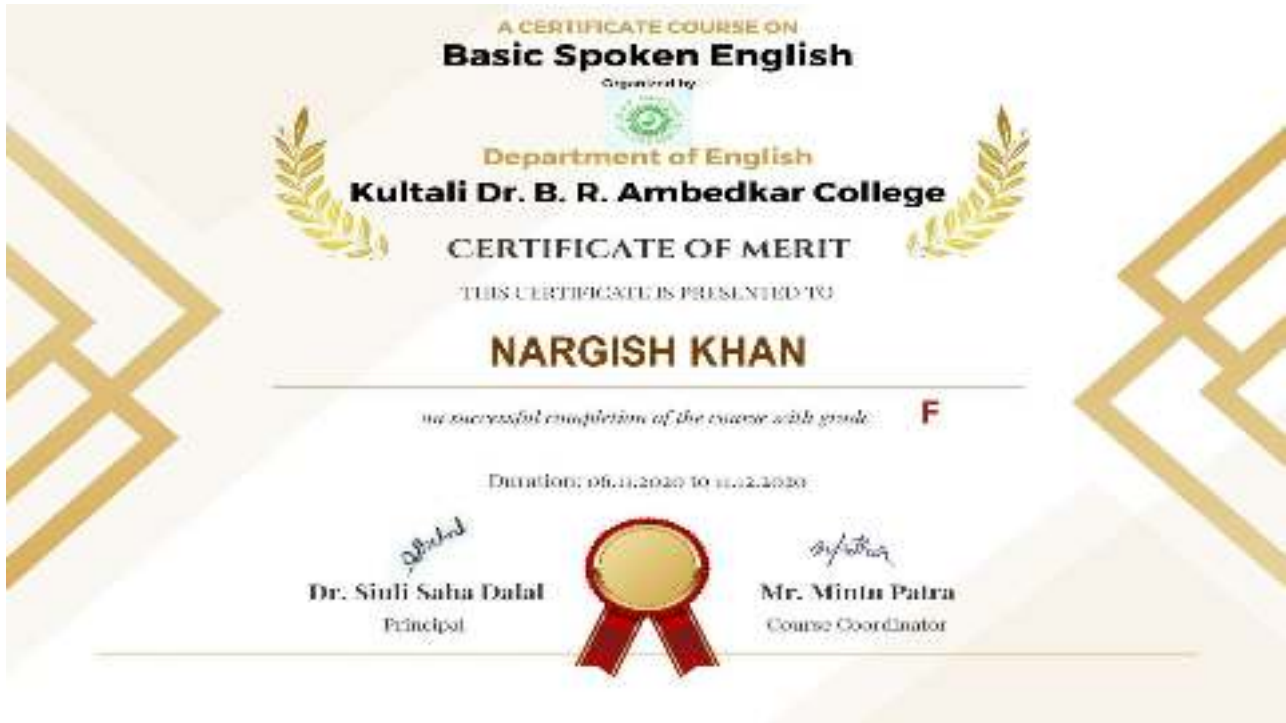 A CERTIFICATE COURSE ON
Basic Spoken English
Organized by
Department of English
Kultali Dr. B. R. Ambedkar College
CERTIFICATE OF MERIT
THIS CERTIFICATE IS PRESENTED TO
NARGISH KHAN
on successful completion of the course with grade F
Duration: 06.11.2020 to 11.12.2020
Dr. Siuli Saha Dalal Mr. Mintu Patra
Principal Course Coordinator